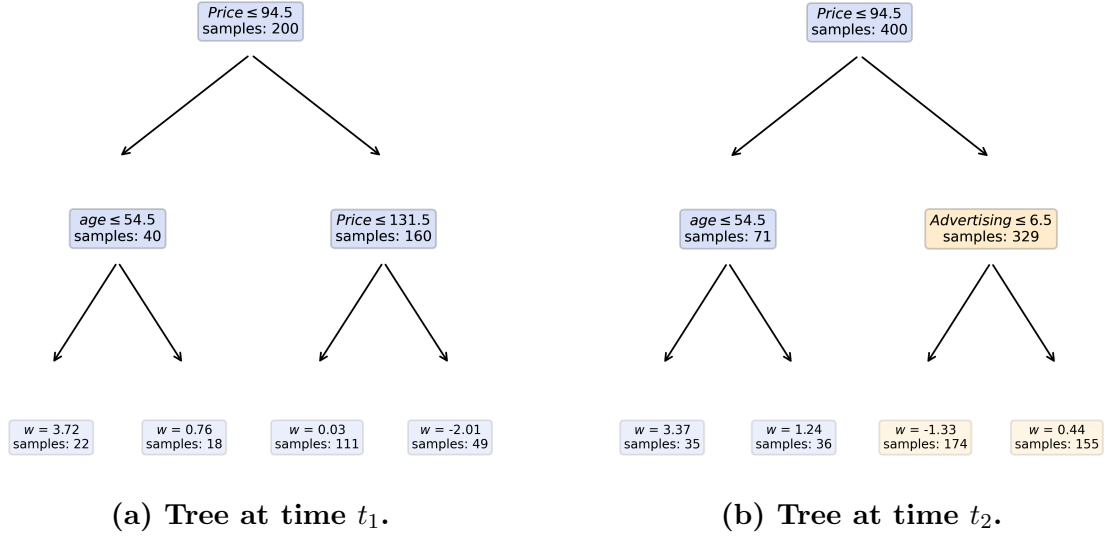 Price ≤ 94.5
samples: 200
age ≤ 54.5
samples: 40
Price ≤ 131.5
samples: 160
w = 3.72
samples: 22
w = 0.76
samples: 18
w = 0.03
samples: 111
w = -2.01
samples: 49
(a) Tree at time t₁.
Price ≤ 94.5
samples: 400
age ≤ 54.5
samples: 71
Advertising ≤ 6.5
samples: 329
w = 3.37
samples: 35
w = 1.24
samples: 36
w = -1.33
samples: 174
w = 0.44
samples: 155
(b) Tree at time t₂.